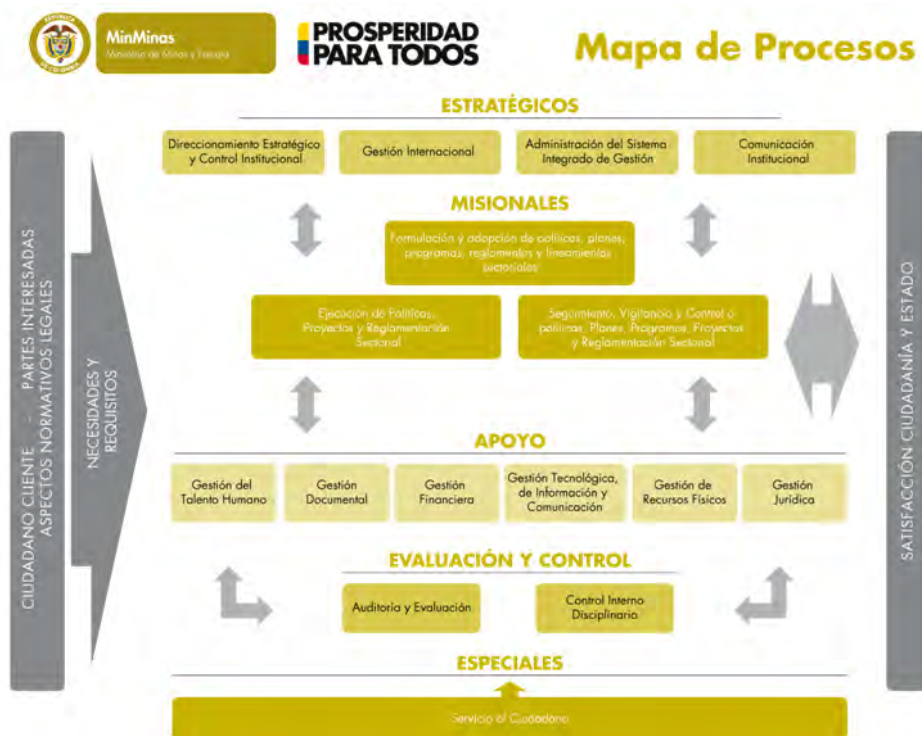 REPUBLICA
DE COLOMBIA
MinMinas
Ministerio de Minas y Energía
PROSPERIDAD
PARA TODOS
Mapa de Procesos
ESTRATÉGICOS
Direccionamiento Estratégico
y Control Institucional
Gestión Internacional
Administración del Sistema
Integrado de Gestión
Comunicación
Institucional
MISIONALES
Formulación y adopción de políticas, planes,
programas, reglamentos y lineamientos
sectoriales
Ejecución de Políticas,
Proyectos y Reglamentación
Sectorial
Seguimiento, Vigilancia y Control a
políticas, Planes, Programas, Proyectos
y Reglamentación Sectorial
CIUDADANO CLIENTE - PARTES INTERESADAS
ASPECTOS NORMATIVOS LEGALES
NECESIDADES Y
REQUISITOS
SATISFACCIÓN CIUDADANÍA Y ESTADO
APOYO
Gestión del
Talento Humano
Gestión
Documental
Gestión
Financiera
Gestión Tecnológica,
de Información y
Comunicación
Gestión de
Recursos Físicos
Gestión
Jurídica
EVALUACIÓN Y CONTROL
Auditoría y Evaluación
Control Interno
Disciplinario
ESPECIALES
Servicio al Ciudadano